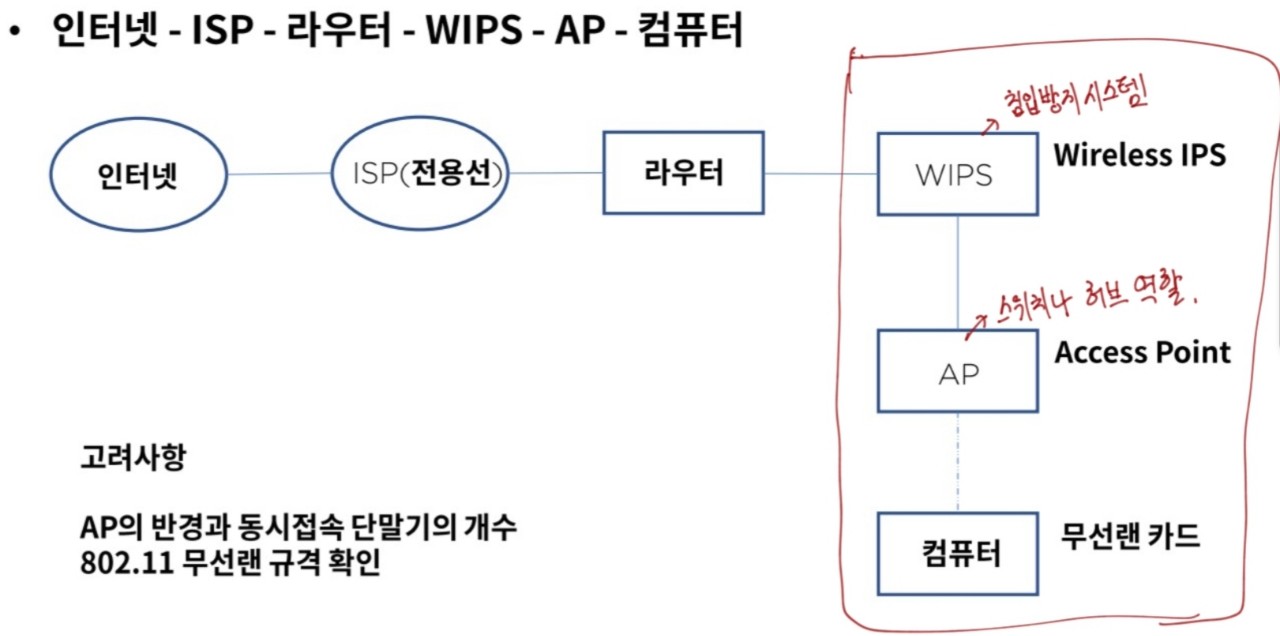 • 인터넷 - ISP - 라우터 - WIPS - AP - 컴퓨터
침입방지 시스템
인터넷
ISP(전용선)
라우터
WIPS
Wireless IPS
스위치나 허브 역할.
AP
Access Point
고려사항
AP의 반경과 동시접속 단말기의 개수
802.11 무선랜 규격 확인
컴퓨터
무선랜 카드